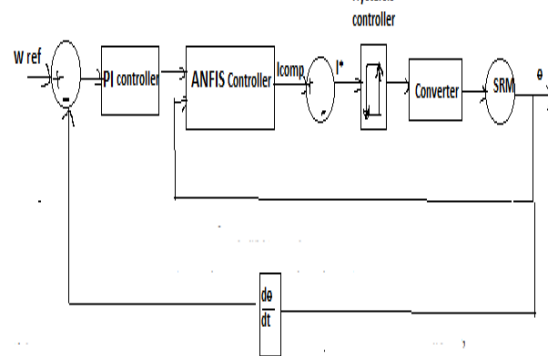 controller
W ref
+
-
PI controller
ANFIS Controller
Icomp
+
-
I*
Converter
SRM
θ
dθ
dt